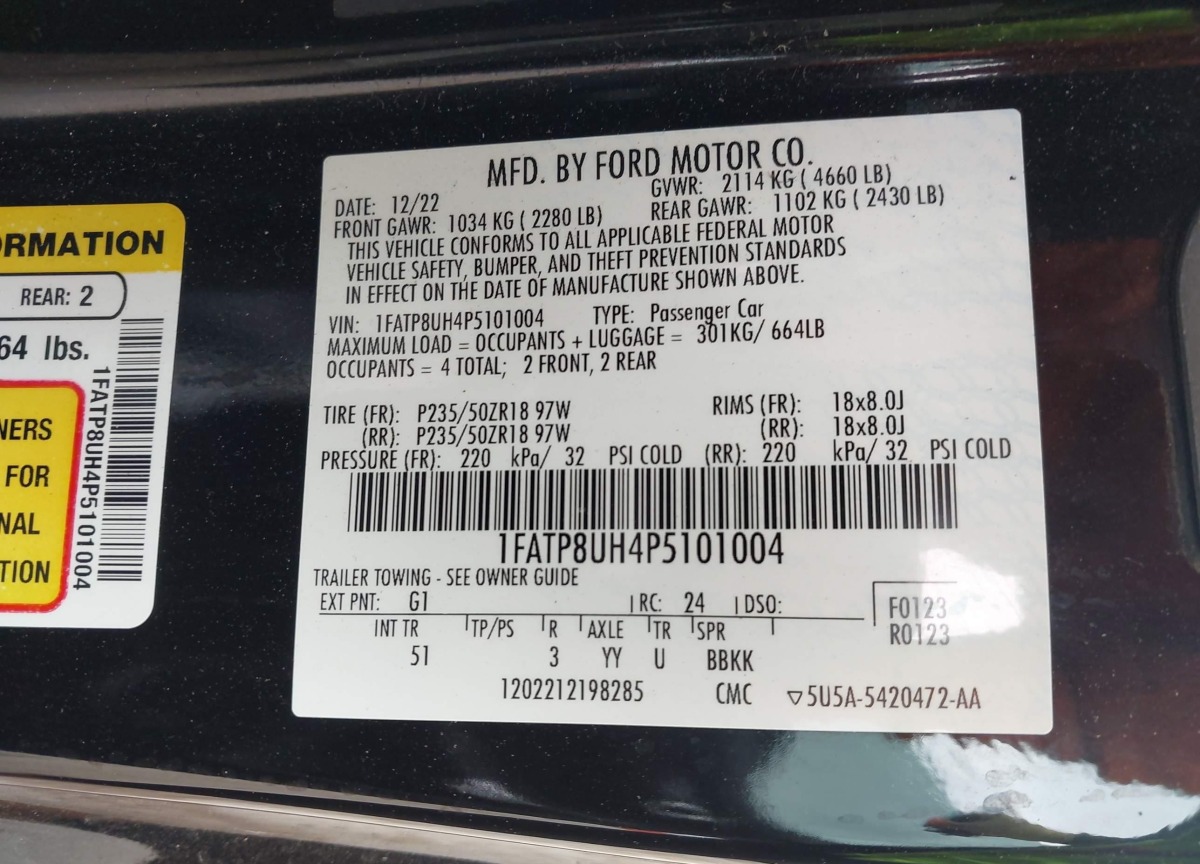 ORMATION
REAR: 2
64 lbs.
NERS
FOR
NAL
TION
1FATP8UH4P5101004
MFD. BY FORD MOTOR CO.
DATE: 12/22 GVWR: 2114 KG ( 4660 LB)
FRONT GAWR: 1034 KG ( 2280 LB) REAR GAWR: 1102 KG ( 2430 LB)
THIS VEHICLE CONFORMS TO ALL APPLICABLE FEDERAL MOTOR
VEHICLE SAFETY, BUMPER, AND THEFT PREVENTION STANDARDS
IN EFFECT ON THE DATE OF MANUFACTURE SHOWN ABOVE.
VIN: 1FATP8UH4P5101004 TYPE: Passenger Car
MAXIMUM LOAD = OCCUPANTS + LUGGAGE = 301KG/ 664LB
OCCUPANTS = 4 TOTAL; 2 FRONT, 2 REAR
TIRE (FR): P235/50ZR18 97W RIMS (FR): 18x8.0J
(RR): P235/50ZR18 97W (RR): 18x8.0J
PRESSURE (FR): 220 kPa/ 32 PSI COLD (RR): 220 kPa/ 32 PSI COLD
1FATP8UH4P5101004
TRAILER TOWING - SEE OWNER GUIDE
EXT PNT: G1 RC: 24 DSO: F0123
INT TR TP/PS R AXLE TR SPR R0123
51 3 YY U BBKK
1202212198285 CMC ▽5U5A-5420472-AA